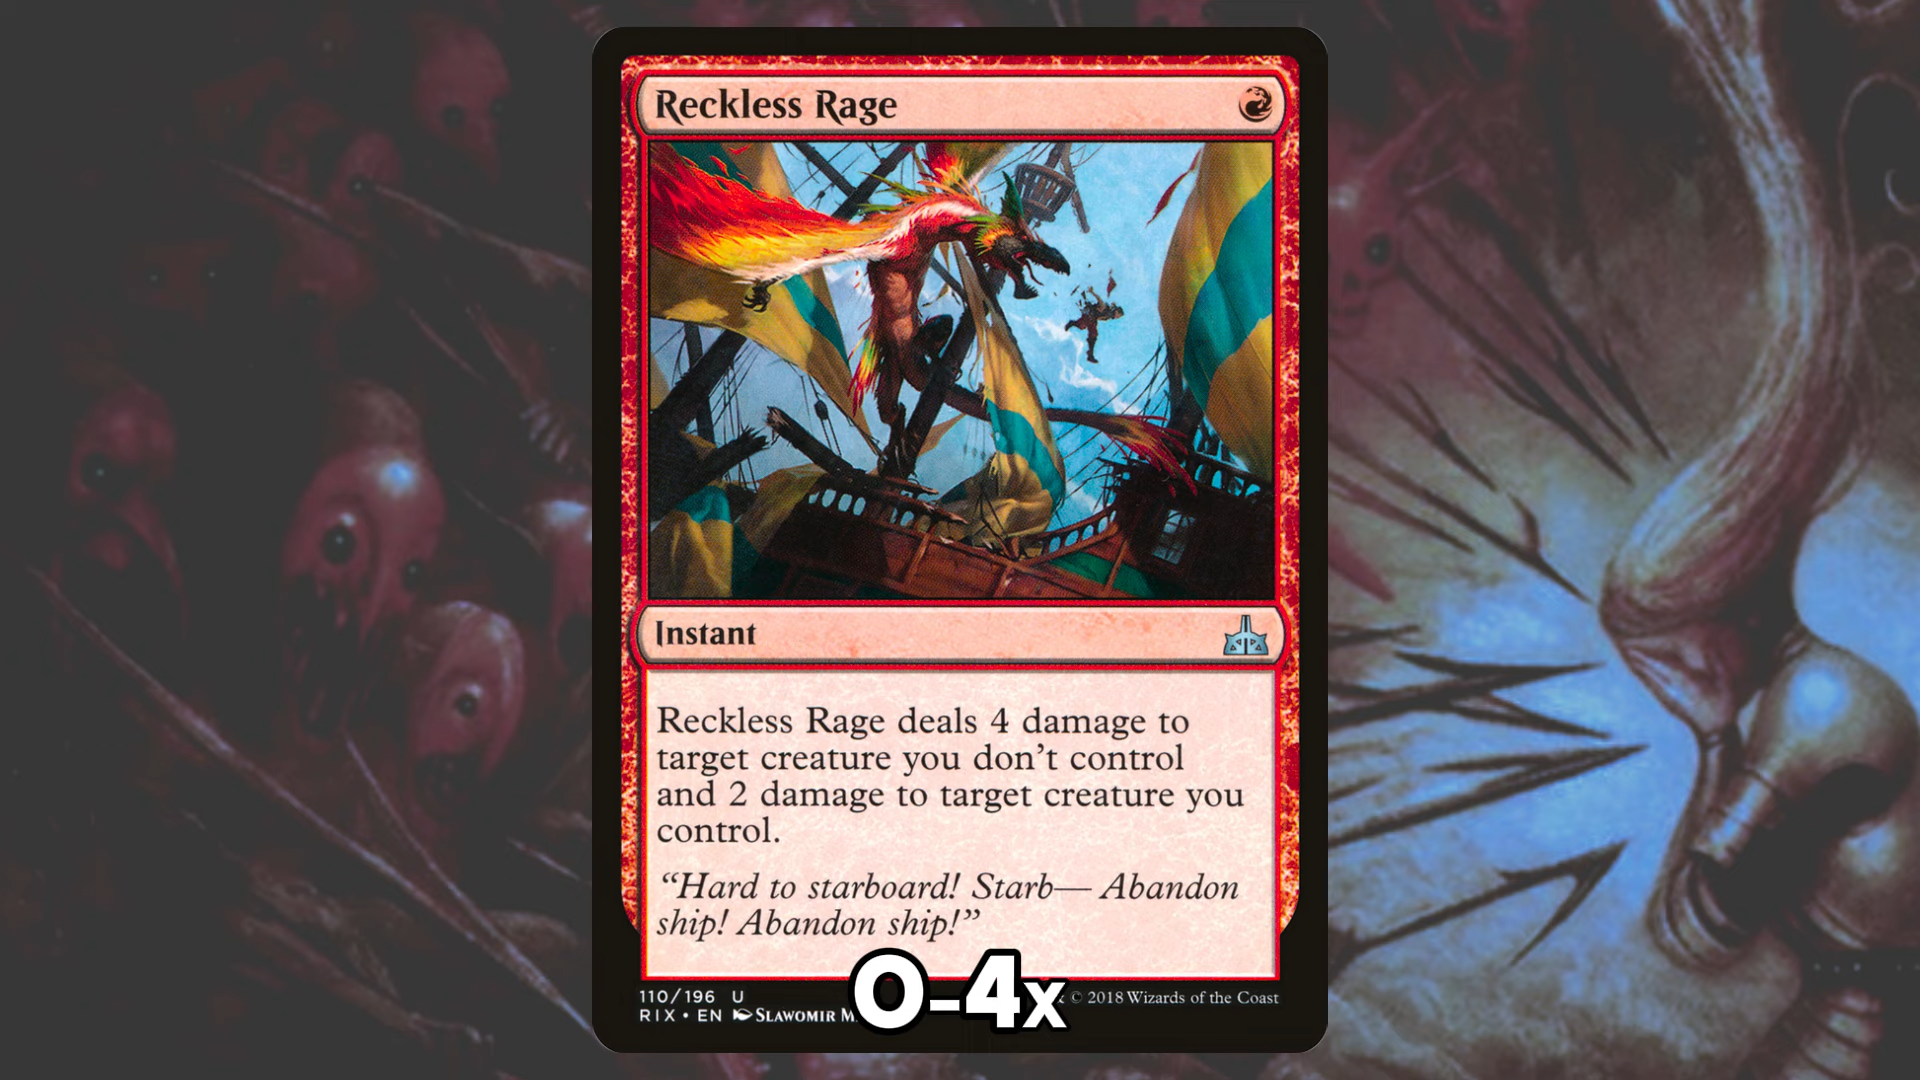 Reckless Rage
Instant
Reckless Rage deals 4 damage to
target creature you don't control
and 2 damage to target creature you
control.
“Hard to starboard! Starb— Abandon
ship! Abandon ship!”
110/196 U
RIX • EN SLAWOMIR M
© 2018 Wizards of the Coast
0-4x